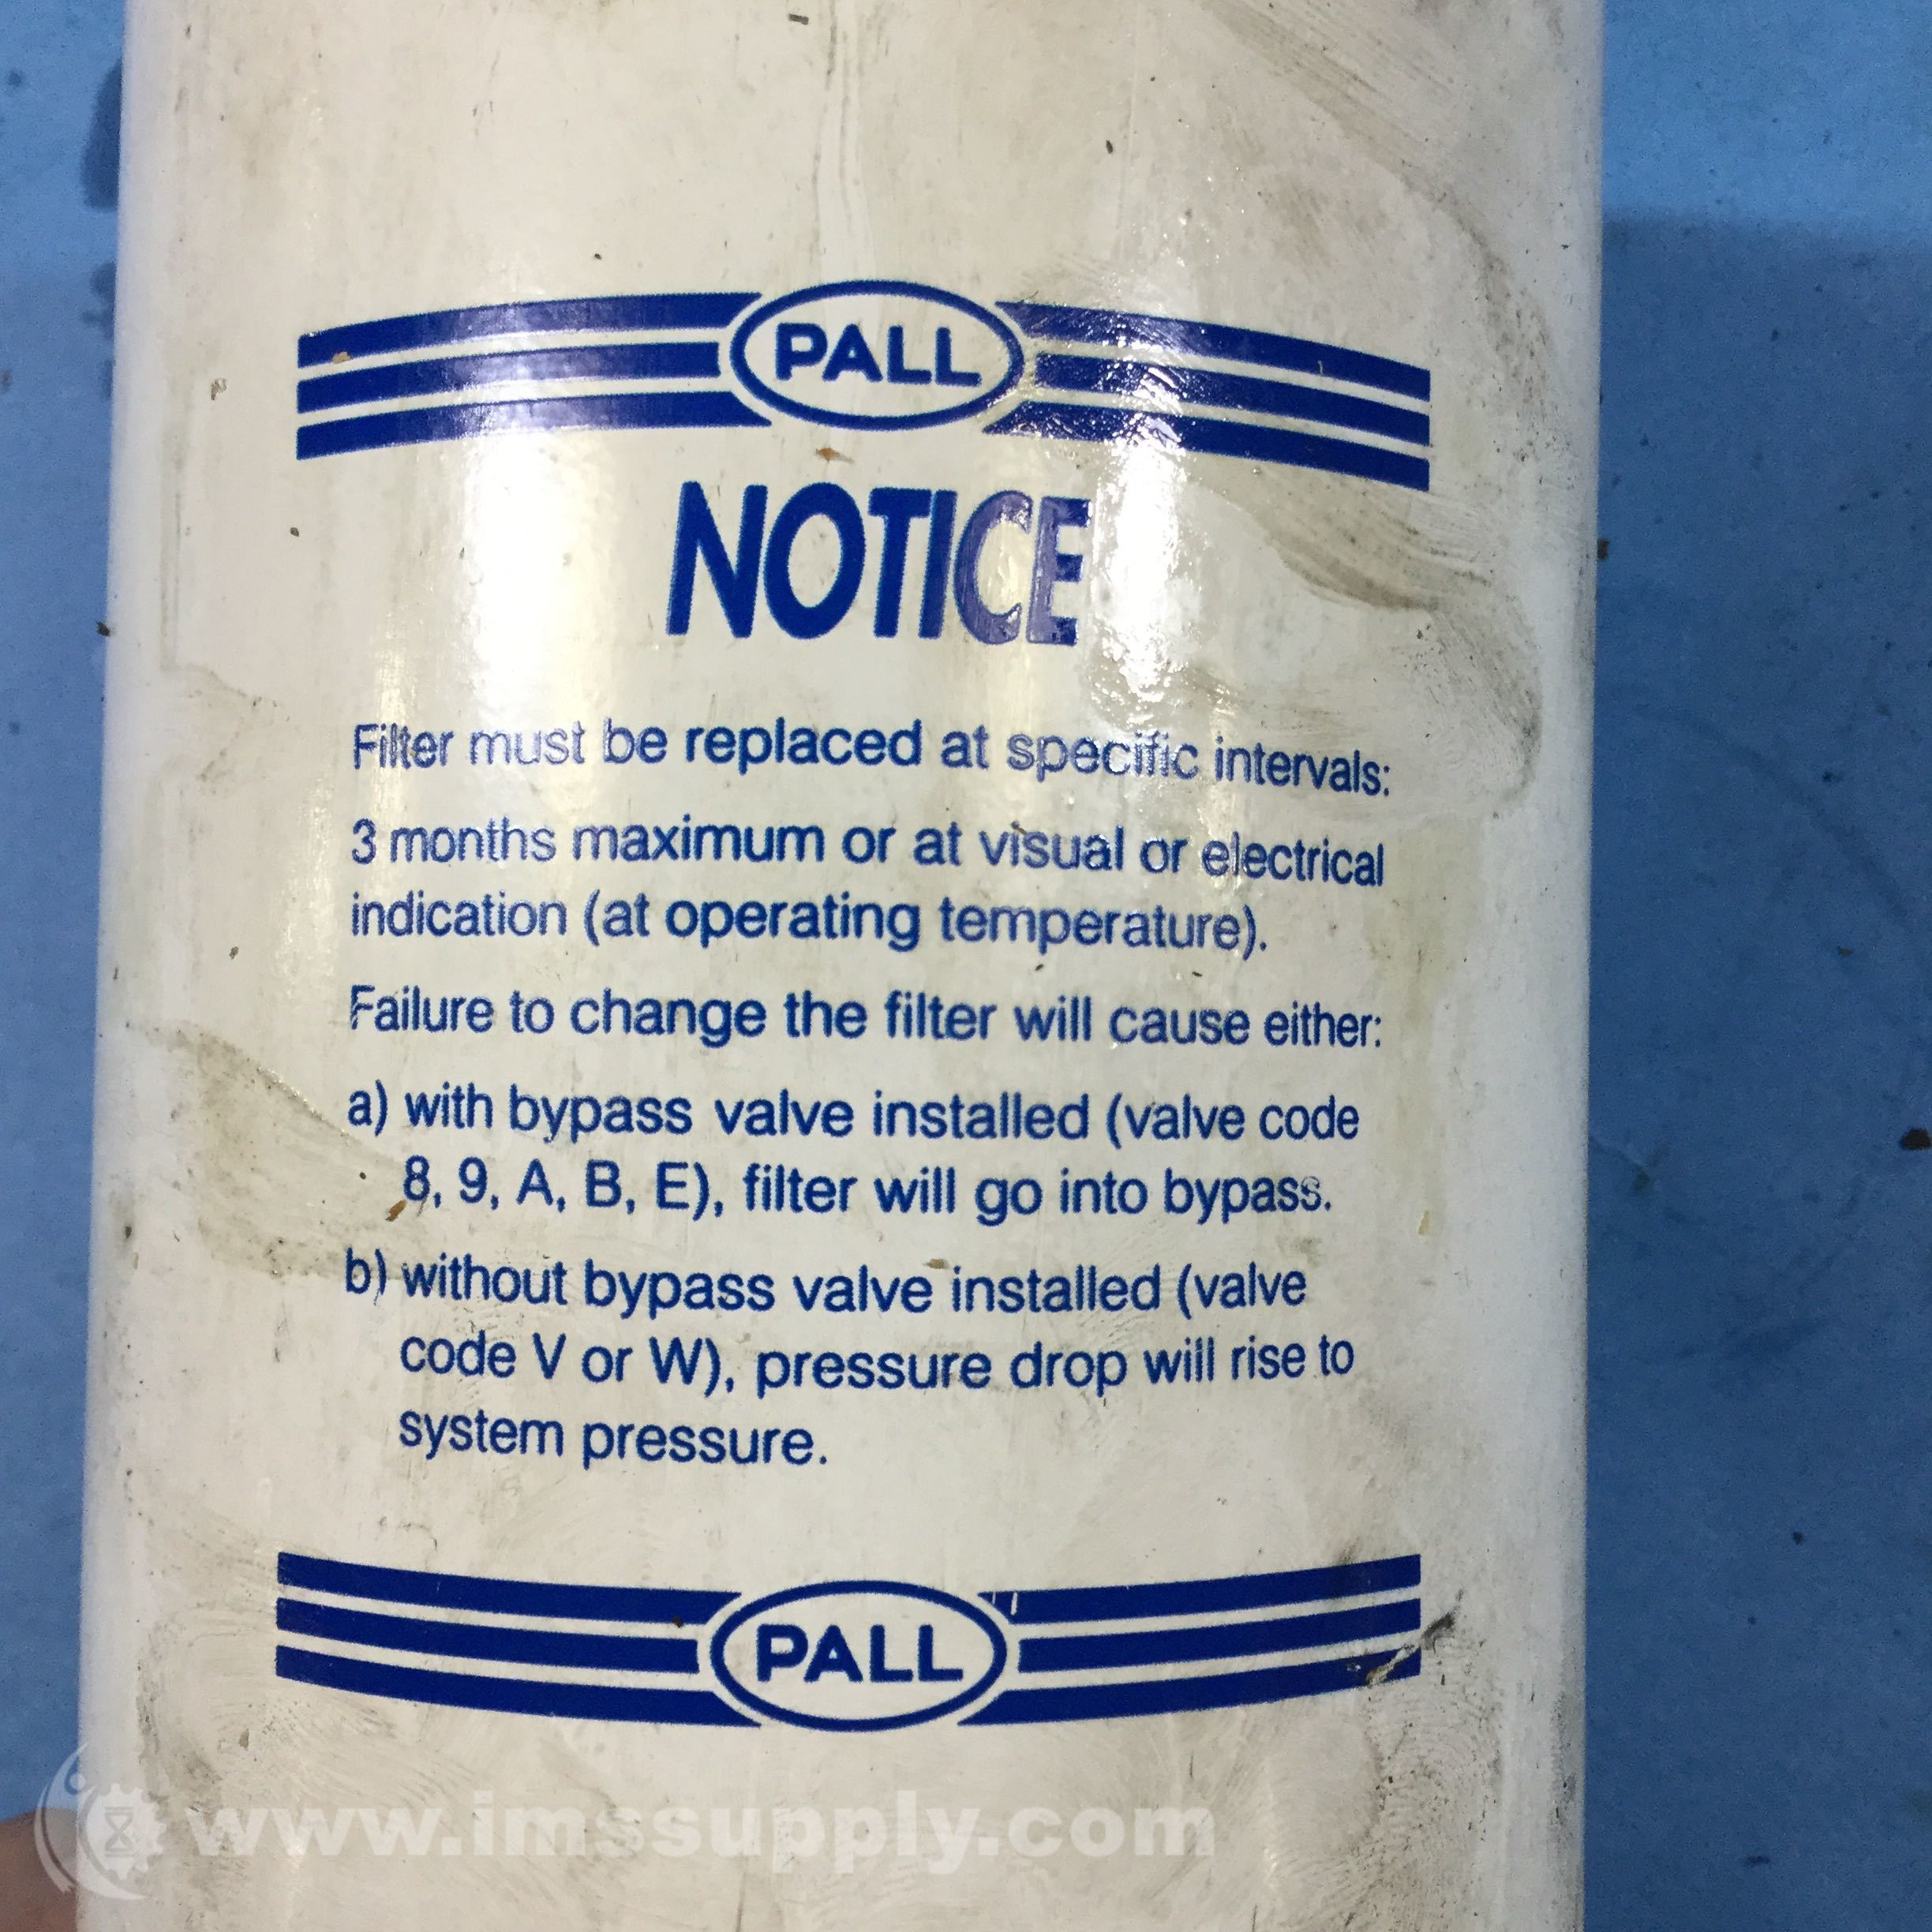 PALL
NOTICE
Filter must be replaced at specific intervals:
3 months maximum or at visual or electrical
indication (at operating temperature).
Failure to change the filter will cause either:
a) with bypass valve installed (valve code
8, 9, A, B, E), filter will go into bypass.
b) without bypass valve installed (valve
code V or W), pressure drop will rise to
system pressure.
PALL
www.imssupply.com